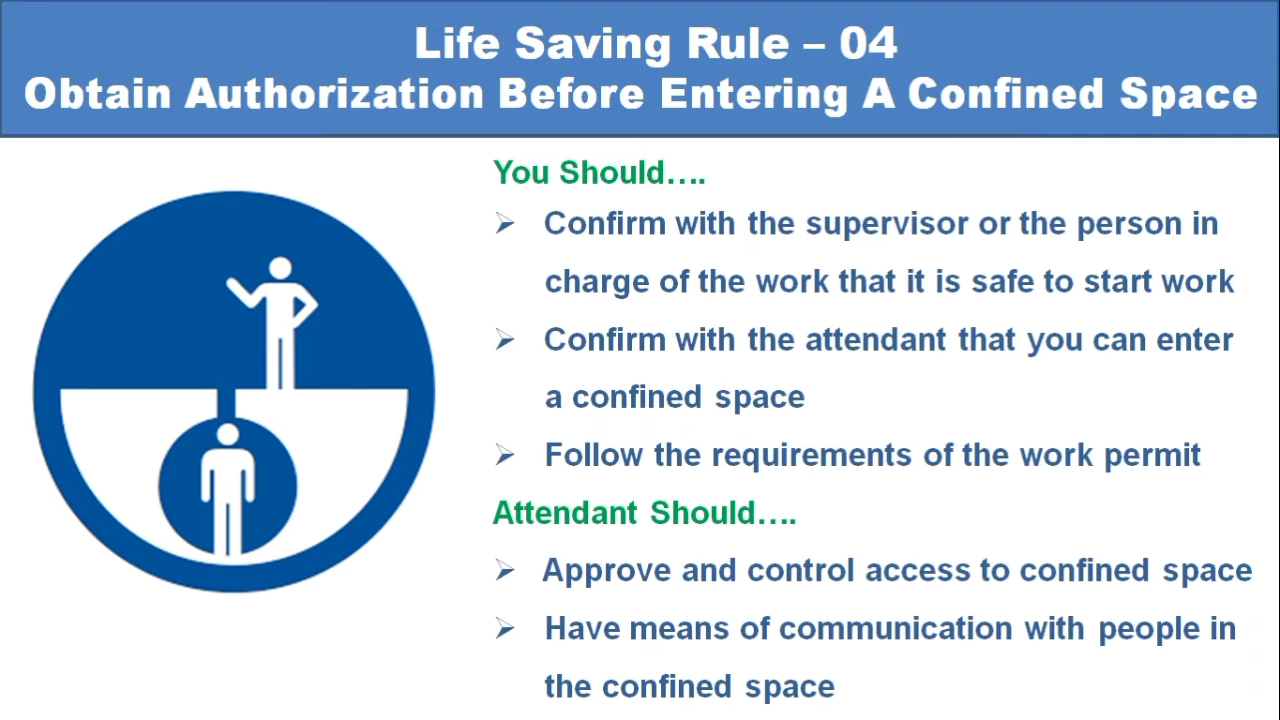 Life Saving Rule – 04
Obtain Authorization Before Entering A Confined Space
You Should….
➢ Confirm with the supervisor or the person in
charge of the work that it is safe to start work
➢ Confirm with the attendant that you can enter
a confined space
➢ Follow the requirements of the work permit
Attendant Should….
➢ Approve and control access to confined space
➢ Have means of communication with people in
the confined space